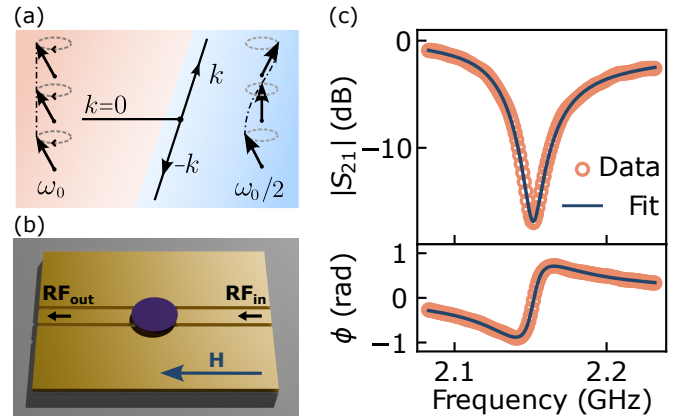 (a)
k
k=0
-k
ω₀
ω₀/2
(b)
RFout
RFin
H
(c)
0
-10
|S₂₁| (dB)
Data
Fit
1
0
-1
ϕ (rad)
2.1
2.2
Frequency (GHz)